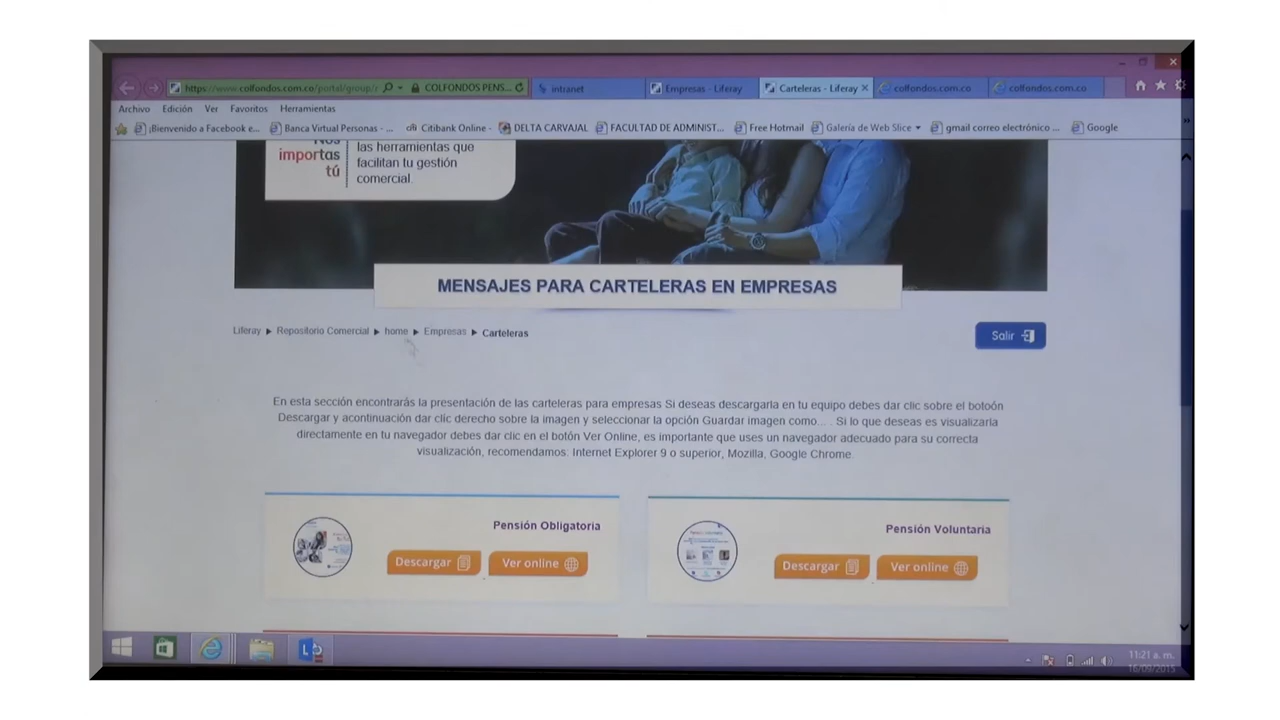 https://www.colfondos.com.co/portal/group/r
COLFONDOS PENS...
intranet
Empresas - Liferay
Carteleras - Liferay
colfondos.com.co
colfondos.com.co
Archivo Edición Ver Favoritos Herramientas
¡Bienvenido a Facebook e...
Banca Virtual Personas - ...
Citibank Online -
DELTA CARVAJAL
FACULTAD DE ADMINIST...
Free Hotmail
Galería de Web Slice
gmail correo electrónico ...
Google
Nos
importas
tú
las herramientas que
facilitan tu gestión
comercial.
MENSAJES PARA CARTELERAS EN EMPRESAS
Liferay Repositorio Comercial home Empresas Carteleras
Salir
En esta sección encontrarás la presentación de las carteleras para empresas Si deseas descargarla en tu equipo debes dar clic sobre el botoón
Descargar y acontinuación dar clic derecho sobre la imagen y seleccionar la opción Guardar imagen como... . Si lo que deseas es visualizarla
directamente en tu navegador debes dar clic en el botón Ver Online, es importante que uses un navegador adecuado para su correcta
visualización, recomendamos: Internet Explorer 9 o superior, Mozilla, Google Chrome.
Pensión Obligatoria
Descargar
Ver online
Pensión Voluntaria
Descargar
Ver online
11:21 a. m.
16/09/2015